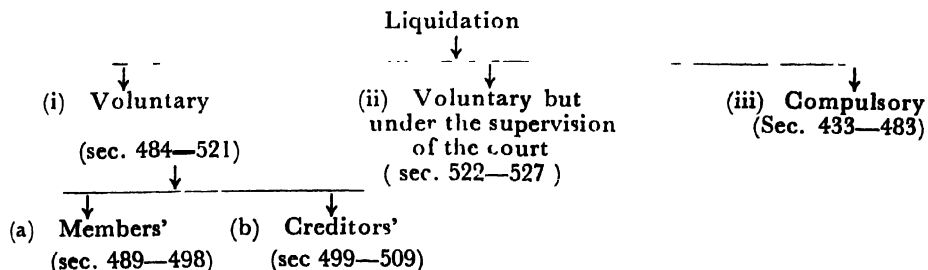 Liquidation
(i) Voluntary
(sec. 484—521)
(ii) Voluntary but
under the supervision
of the court
( sec. 522—527 )
(iii) Compulsory
(Sec. 433—483)
(a) Members'
(sec. 489—498)
(b) Creditors'
(sec 499—509)